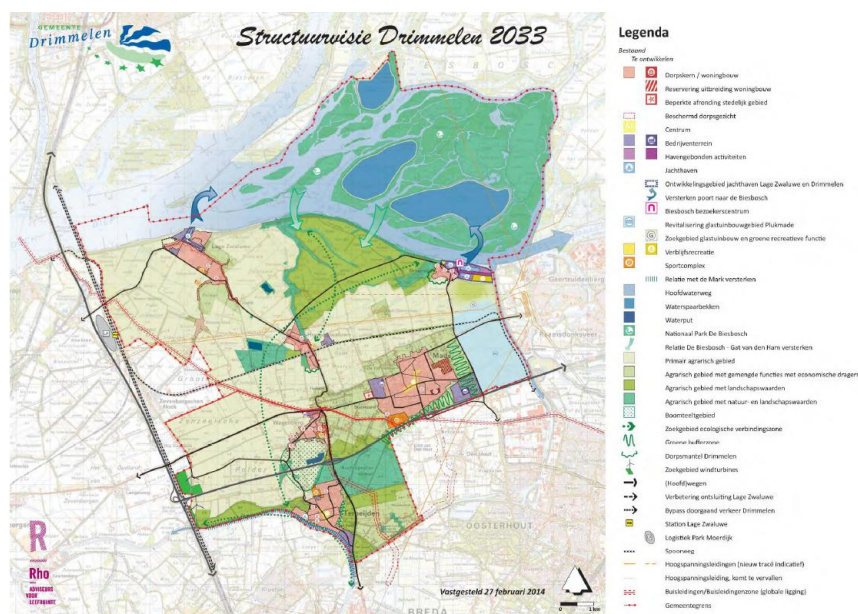 GEMEENTE
Drimmelen
Structuurvisie Drimmelen 2033
Lage Zwaluwe
Made
Geertruidenberg
Raamsdonksveer
Terheijden
OOSTERHOUT
BREDA
Polder
Vastgesteld 27 februari 2014
0 1 km
R
Rho
ADVISEURS
VOOR
LEEFRUIMTE
Legenda
Bestaand
Te ontwikkelen
Dorpskern / woningbouw
Reservering uitbreiding woningbouw
Beperkte afronding stedelijk gebied
Beschermd dorpsgezicht
Centrum
Bedrijventerrein
Havengebonden activiteiten
Jachthaven
Ontwikkelingsgebied jachthaven Lage Zwaluwe en Drimmelen
Versterken poort naar de Biesbosch
Biesbosch bezoekerscentrum
Revitalisering glastuinbouwgebied Plukmade
Zoekgebied glastuinbouw en groene recreatieve functie
Verblijfsrecreatie
Sportcomplex
Relatie met de Mark versterken
Hoofdwaterweg
Waterspaarbekken
Waterput
Nationaal Park De Biesbosch
Relatie De Biesbosch - Gat van den Ham versterken
Primair agrarisch gebied
Agrarisch gebied met gemengde functies met economische dragers
Agrarisch gebied met landschapswaarden
Agrarisch gebied met natuur- en landschapswaarden
Boomteeltgebied
Zoekgebied ecologische verbindingszone
Groene bufferzone
Dorpsmantel Drimmelen
Zoekgebied windturbines
(Hoofd)wegen
Verbetering ontsluiting Lage Zwaluwe
Bypass doorgaand verkeer Drimmelen
Station Lage Zwaluwe
Logistiek Park Moerdijk
Spoorweg
Hoogspanningsleidingen (nieuw tracé indicatief)
Hoogspanningsleiding, komt te vervallen
Buisleidingen/Buisleidingenzone (globale ligging)
Gemeentegrens